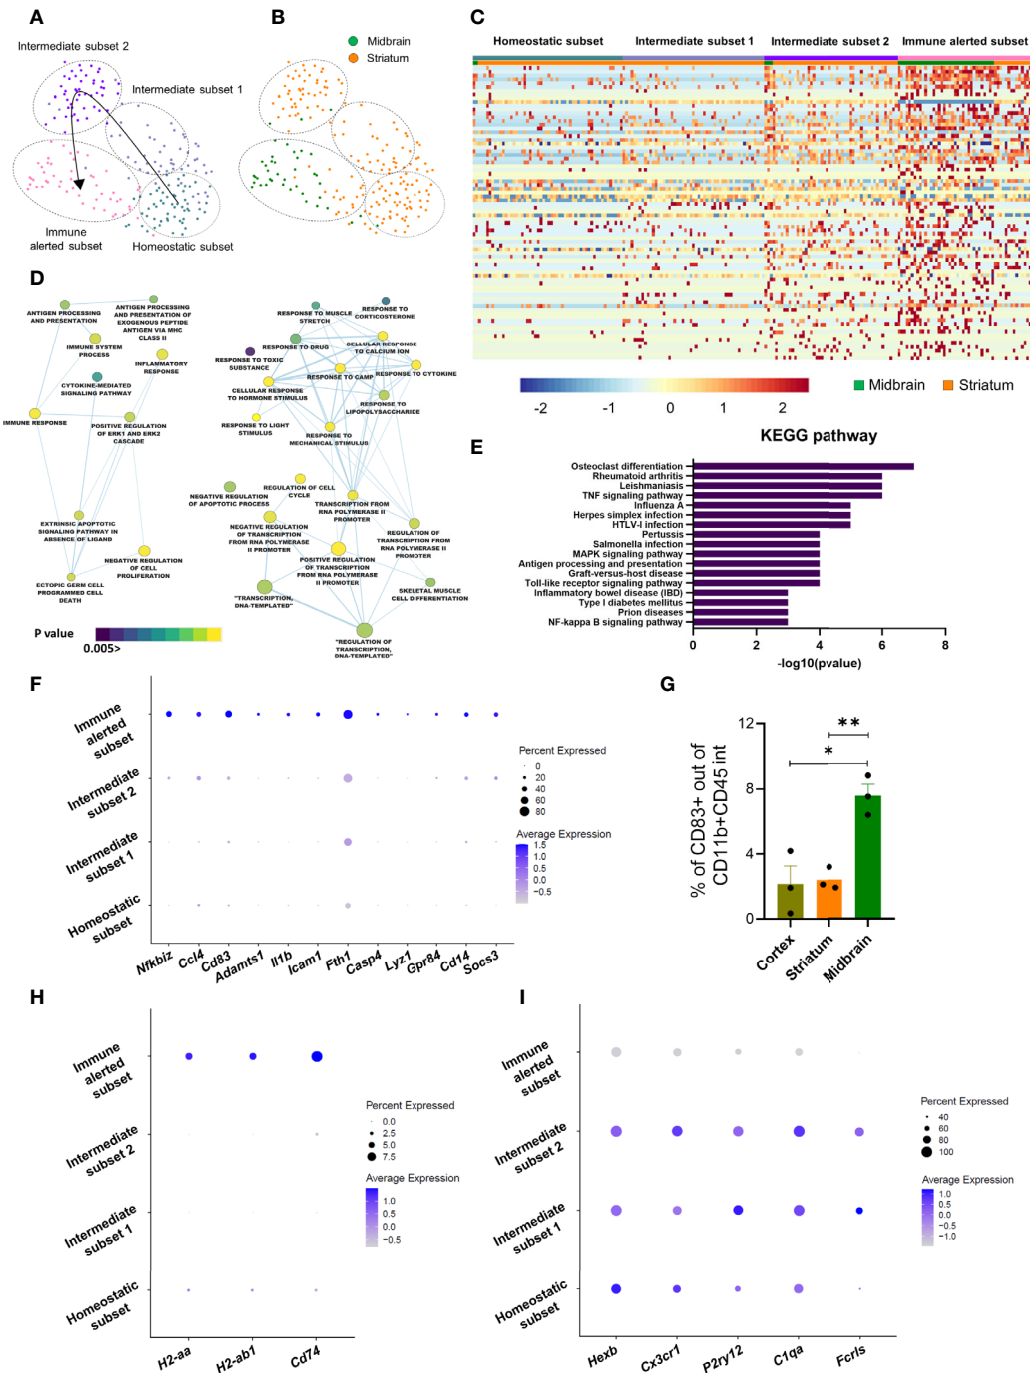 A
Intermediate subset 2
Intermediate subset 1
Immune
alerted subset
Homeostatic subset
B
Midbrain
Striatum
C
Homeostatic subset
Intermediate subset 1
Intermediate subset 2
Immune alerted subset
-2
-1
0
1
2
Midbrain
Striatum
D
ANTIGEN PROCESSING
AND PRESENTATION
ANTIGEN PROCESSING
AND PRESENTATION OF
EXOGENOUS PEPTIDE
ANTIGEN VIA MHC
CLASS II
IMMUNE SYSTEM
PROCESS
INFLAMMATORY
RESPONSE
CYTOKINE-MEDIATED
SIGNALING PATHWAY
IMMUNE RESPONSE
POSITIVE REGULATION
OF ERK1 AND ERK2
CASCADE
EXTRINSIC APOPTOTIC
SIGNALING PATHWAY IN
ABSENCE OF LIGAND
NEGATIVE REGULATION
OF CELL
PROLIFERATION
ECTOPIC GERM CELL
PROGRAMMED CELL
DEATH
RESPONSE TO MUSCLE
STRETCH
RESPONSE TO
CORTICOSTERONE
RESPONSE TO DRUG
CELLULAR RESPONSE
TO CALCIUM ION
RESPONSE TO TOXIC
SUBSTANCE
RESPONSE TO CAMP
RESPONSE TO CYTOKINE
CELLULAR RESPONSE
TO HORMONE STIMULUS
RESPONSE TO
LIPOPOLYSACCHARIDE
RESPONSE TO LIGHT
STIMULUS
RESPONSE TO
MECHANICAL STIMULUS
NEGATIVE REGULATION
OF APOPTOTIC PROCESS
REGULATION OF CELL
CYCLE
TRANSCRIPTION FROM
RNA POLYMERASE II
PROMOTER
NEGATIVE REGULATION
OF TRANSCRIPTION
FROM RNA POLYMERASE
II PROMOTER
REGULATION OF
TRANSCRIPTION FROM
RNA POLYMERASE II
PROMOTER
POSITIVE REGULATION
OF TRANSCRIPTION
FROM RNA POLYMERASE
II PROMOTER
SKELETAL MUSCLE
CELL DIFFERENTIATION
"TRANSCRIPTION,
DNA-TEMPLATED"
"REGULATION OF
TRANSCRIPTION,
DNA-TEMPLATED"
P value
0.005>
E
KEGG pathway
Osteoclast differentiation
Rheumatoid arthritis
Leishmaniasis
TNF signaling pathway
Influenza A
Herpes simplex infection
HTLV-I infection
Pertussis
Salmonella infection
MAPK signaling pathway
Antigen processing and presentation
Graft-versus-host disease
Toll-like receptor signaling pathway
Inflammatory bowel disease (IBD)
Type I diabetes mellitus
Prion diseases
NF-kappa B signaling pathway
0
2
4
6
8
-log10(pvalue)
F
Immune
alerted
subset
Intermediate
subset 2
Intermediate
subset 1
Homeostatic
subset
Nfkbiz
Ccl4
Cd83
Adamts1
Il1b
Icam1
Fth1
Casp4
Lyz1
Gpr84
Cd14
Socs3
Percent Expressed
0
20
40
60
80
Average Expression
1.5
1.0
0.5
0.0
−0.5
G
% of CD83+ out of
CD11b+CD45 int
12
8
4
0
*
**
Cortex
Striatum
Midbrain
H
Immune
alerted
subset
Intermediate
subset 2
Intermediate
subset 1
Homeostatic
subset
H2-aa
H2-ab1
Cd74
Percent Expressed
0.0
2.5
5.0
7.5
Average Expression
1.0
0.5
0.0
−0.5
I
Immune
alerted
subset
Intermediate
subset 2
Intermediate
subset 1
Homeostatic
subset
Hexb
Cx3cr1
P2ry12
C1qa
Fcrls
Percent Expressed
40
60
80
100
Average Expression
1.0
0.5
0.0
−0.5
−1.0